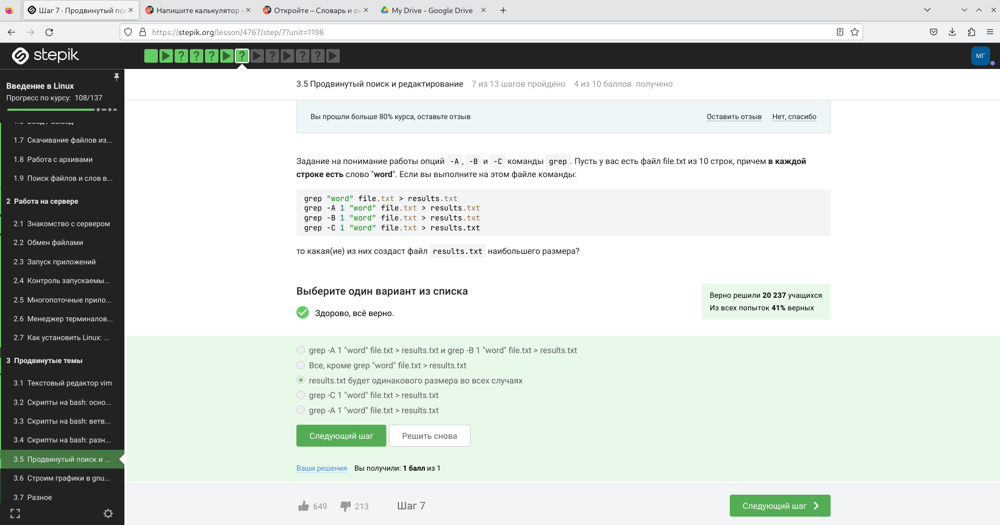 Шаг 7 · Продвинутый пои
Напишите калькулятор н
Откройте – Словарь и он
My Drive - Google Drive
https://stepik.org/lesson/4767/step/7?unit=1198
stepik
МГ
Введение в Linux
Прогресс по курсу: 108/137
3.5 Продвинутый поиск и редактирование 7 из 13 шагов пройдено 4 из 10 баллов получено
Вы прошли больше 80% курса, оставьте отзыв Оставить отзыв Нет, спасибо
1.6 Ввод / Вывод
1.7 Скачивание файлов из...
1.8 Работа с архивами
1.9 Поиск файлов и слов в...
2 Работа на сервере
2.1 Знакомство с сервером
2.2 Обмен файлами
2.3 Запуск приложений
2.4 Контроль запускаемы...
2.5 Многопоточные прило...
2.6 Менеджер терминалов...
2.7 Как установить Linux: ...
3 Продвинутые темы
3.1 Текстовый редактор vim
3.2 Скрипты на bash: осно...
3.3 Скрипты на bash: ветв...
3.4 Скрипты на bash: разн...
3.5 Продвинутый поиск и ...
3.6 Строим графики в gnu...
3.7 Разное
Задание на понимание работы опций -A, -B и -C команды grep. Пусть у вас есть файл file.txt из 10 строк, причем в каждой
строке есть слово "word". Если вы выполните на этом файле команды:
grep "word" file.txt > results.txt
grep -A 1 "word" file.txt > results.txt
grep -B 1 "word" file.txt > results.txt
grep -C 1 "word" file.txt > results.txt
то какая(ие) из них создаст файл results.txt наибольшего размера?
Выберите один вариант из списка
Здорово, всё верно.
Верно решили 20 237 учащихся
Из всех попыток 41% верных
grep -A 1 "word" file.txt > results.txt и grep -B 1 "word" file.txt > results.txt
Все, кроме grep "word" file.txt > results.txt
results.txt будет одинакового размера во всех случаях
grep -C 1 "word" file.txt > results.txt
grep -A 1 "word" file.txt > results.txt
Следующий шаг Решить снова
Ваши решения Вы получили: 1 балл из 1
649 213 Шаг 7 Следующий шаг